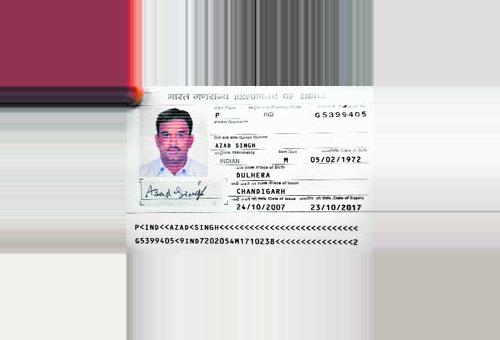 भारत गणराज्य REPUBLIC OF INDIA
P IND G5399405
AZAD SINGH
INDIAN M 05/02/1972
DULHERA
CHANDIGARH
Azad Singh
24/10/2007 23/10/2017
P<IND<<AZAD<SINGH<<<<<<<<<<<<<<<<<<<<<<<<<<<
G5399405<9IND7202054M1710238<<<<<<<<<<<<<<<2